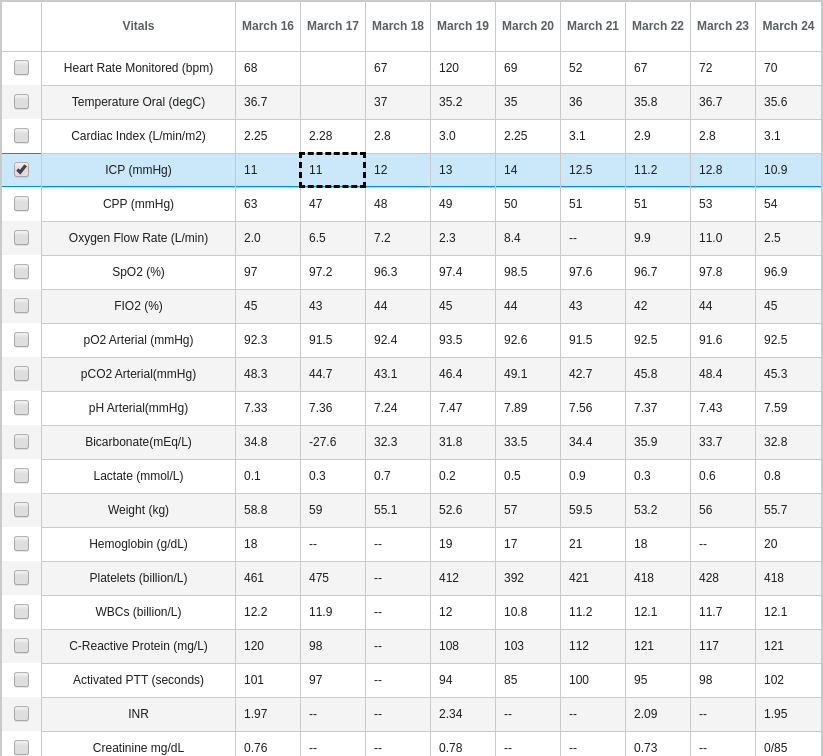 Vitals March 16 March 17 March 18 March 19 March 20 March 21 March 22 March 23 March 24
Heart Rate Monitored (bpm) 68 67 120 69 52 67 72 70
Temperature Oral (degC) 36.7 37 35.2 35 36 35.8 36.7 35.6
Cardiac Index (L/min/m2) 2.25 2.28 2.8 3.0 2.25 3.1 2.9 2.8 3.1
ICP (mmHg) 11 11 12 13 14 12.5 11.2 12.8 10.9
CPP (mmHg) 63 47 48 49 50 51 51 53 54
Oxygen Flow Rate (L/min) 2.0 6.5 7.2 2.3 8.4 -- 9.9 11.0 2.5
SpO2 (%) 97 97.2 96.3 97.4 98.5 97.6 96.7 97.8 96.9
FIO2 (%) 45 43 44 45 44 43 42 44 45
pO2 Arterial (mmHg) 92.3 91.5 92.4 93.5 92.6 91.5 92.5 91.6 92.5
pCO2 Arterial(mmHg) 48.3 44.7 43.1 46.4 49.1 42.7 45.8 48.4 45.3
pH Arterial(mmHg) 7.33 7.36 7.24 7.47 7.89 7.56 7.37 7.43 7.59
Bicarbonate(mEq/L) 34.8 -27.6 32.3 31.8 33.5 34.4 35.9 33.7 32.8
Lactate (mmol/L) 0.1 0.3 0.7 0.2 0.5 0.9 0.3 0.6 0.8
Weight (kg) 58.8 59 55.1 52.6 57 59.5 53.2 56 55.7
Hemoglobin (g/dL) 18 -- -- 19 17 21 18 -- 20
Platelets (billion/L) 461 475 -- 412 392 421 418 428 418
WBCs (billion/L) 12.2 11.9 -- 12 10.8 11.2 12.1 11.7 12.1
C-Reactive Protein (mg/L) 120 98 -- 108 103 112 121 117 121
Activated PTT (seconds) 101 97 -- 94 85 100 95 98 102
INR 1.97 -- -- 2.34 -- -- 2.09 -- 1.95
Creatinine mg/dL 0.76 -- -- 0.78 -- -- 0.73 -- 0/85